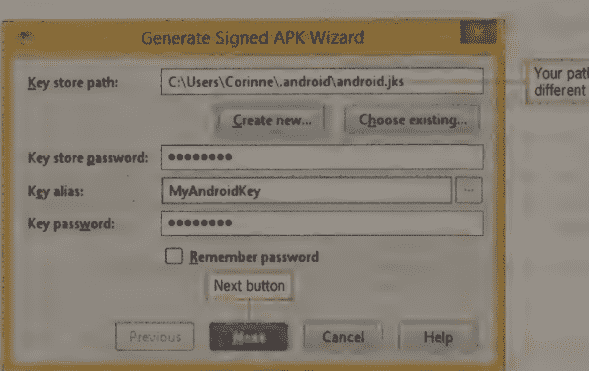 Generate Signed APK Wizard
Key store path: C:\Users\Corinne\.android\android.jks
Your path
different
Create new... Choose existing...
Key store password: ●●●●●●●●
Key alias: MyAndroidKey ...
Key password: ●●●●●●●●
Remember password
Next button
Previous Next Cancel Help